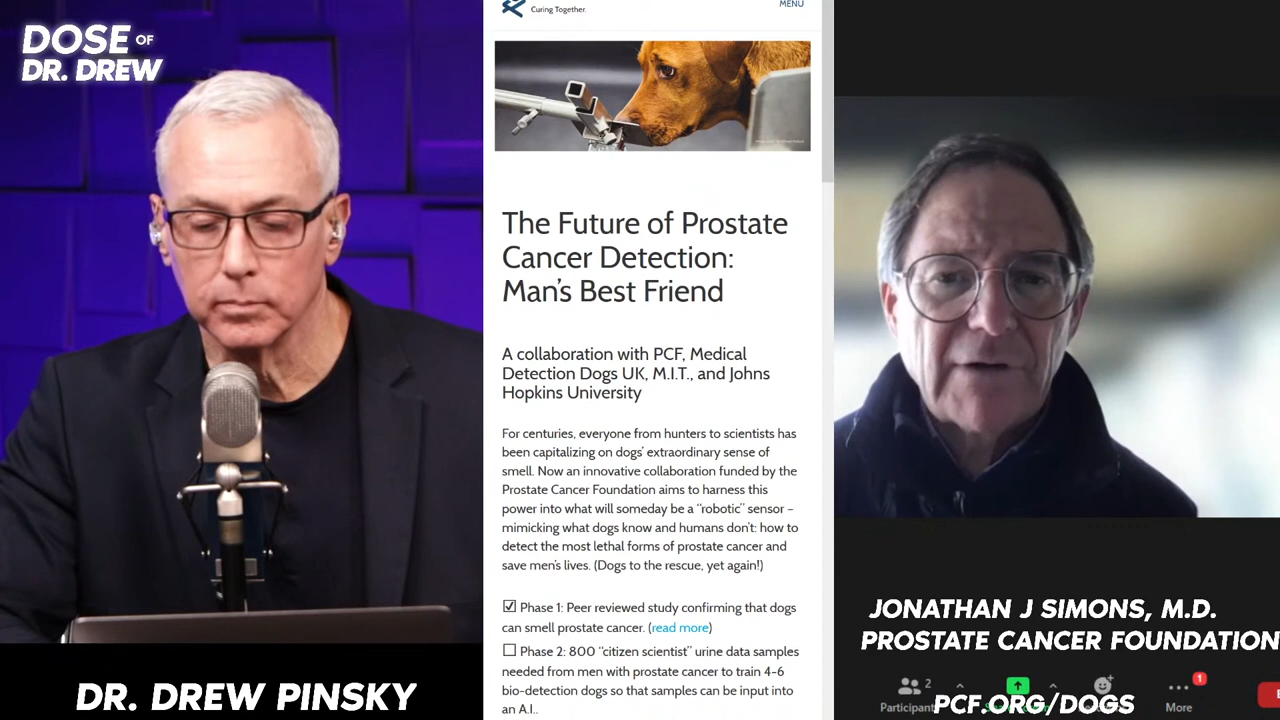 DOSE OF
DR. DREW
DR. DREW PINSKY
Curing Together.
MENU
The Future of Prostate
Cancer Detection:
Man's Best Friend
A collaboration with PCF, Medical
Detection Dogs UK, M.I.T., and Johns
Hopkins University
For centuries, everyone from hunters to scientists has
been capitalizing on dogs' extraordinary sense of
smell. Now an innovative collaboration funded by the
Prostate Cancer Foundation aims to harness this
power into what will someday be a "robotic" sensor –
mimicking what dogs know and humans don't: how to
detect the most lethal forms of prostate cancer and
save men's lives. (Dogs to the rescue, yet again!)
Phase 1: Peer reviewed study confirming that dogs
can smell prostate cancer. (read more)
Phase 2: 800 "citizen scientist" urine data samples
needed from men with prostate cancer to train 4-6
bio-detection dogs so that samples can be input into
an A.I..
JONATHAN J SIMONS, M.D.
PROSTATE CANCER FOUNDATION
2
1
Particip
PCF.ORG/DOGS
More